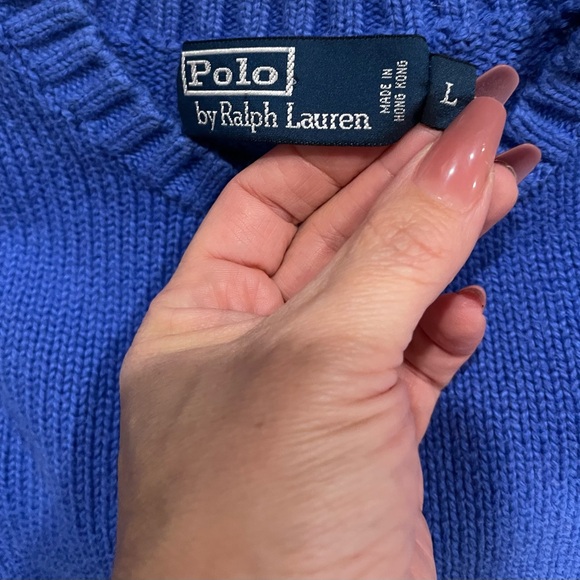 Polo
by Ralph Lauren
MADE IN
HONG KONG
L